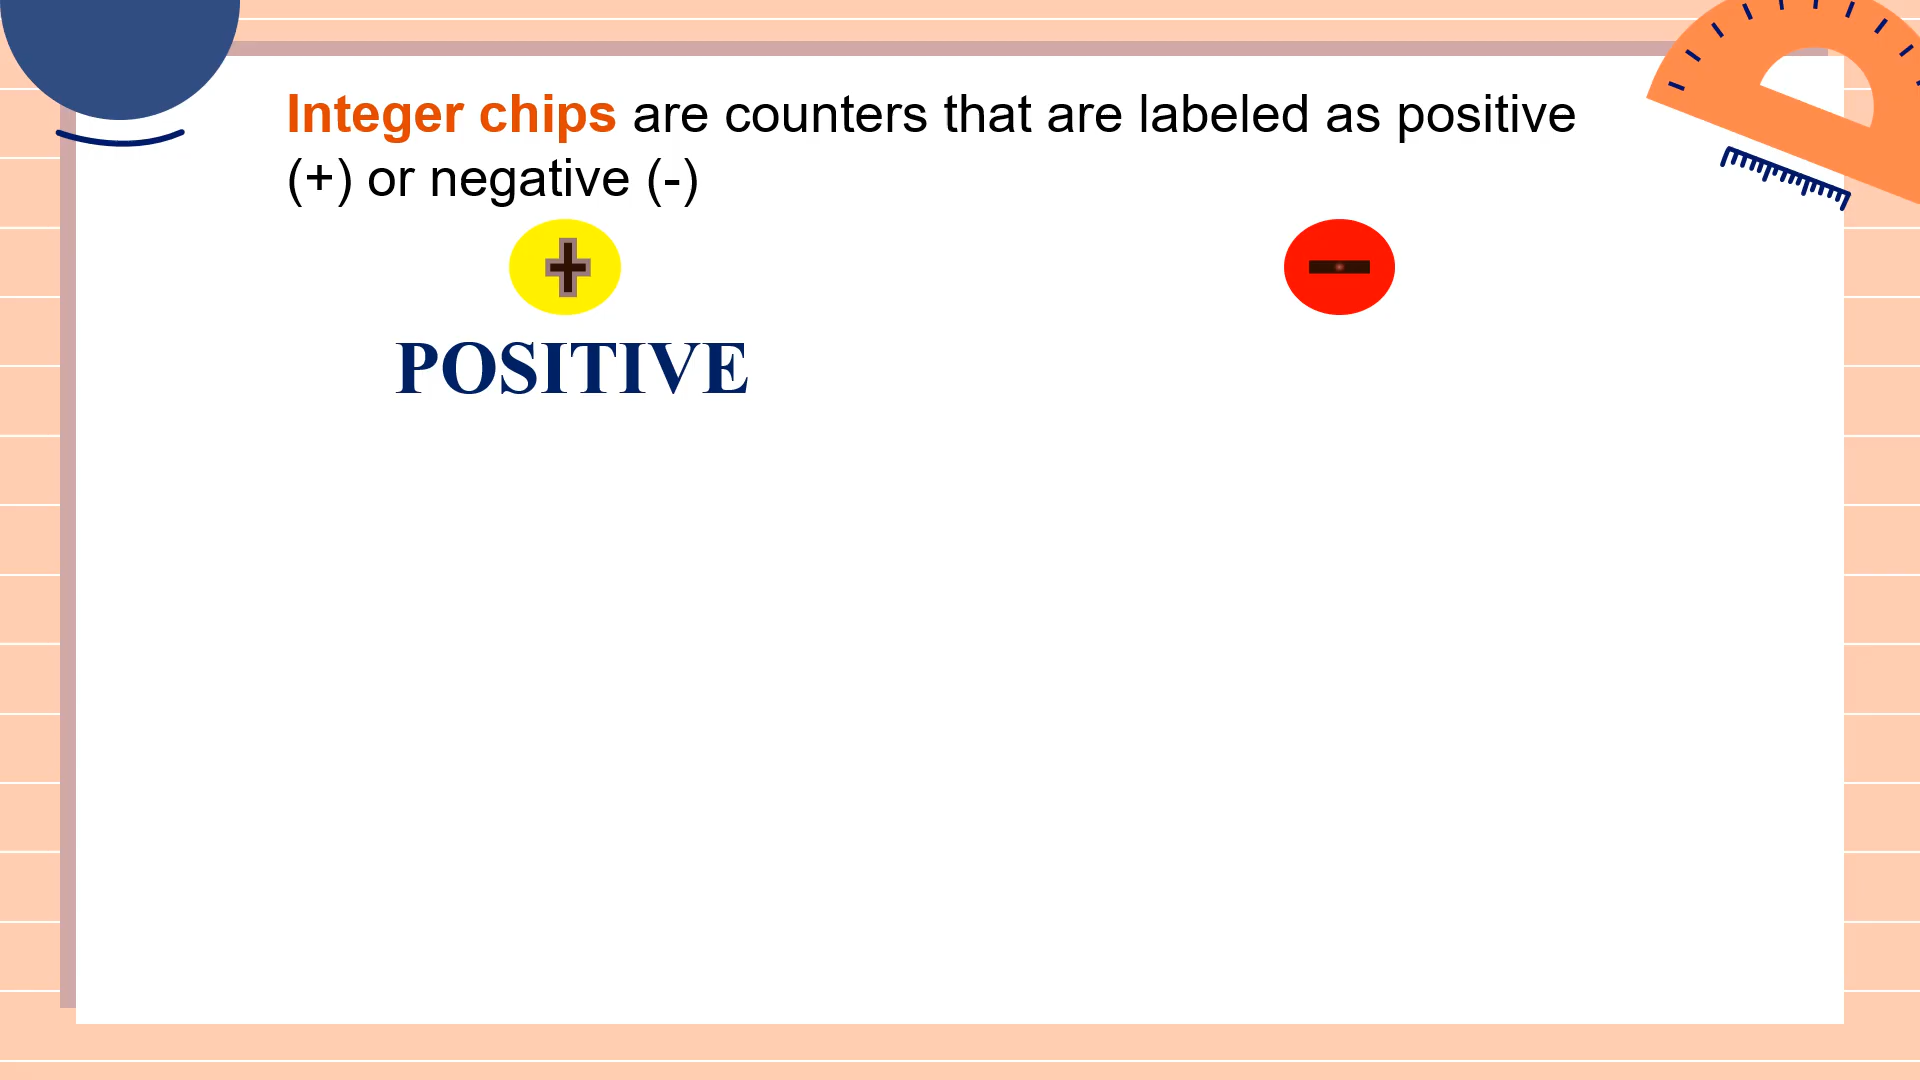 Integer chips are counters that are labeled as positive
(+) or negative (-)
+ -
POSITIVE